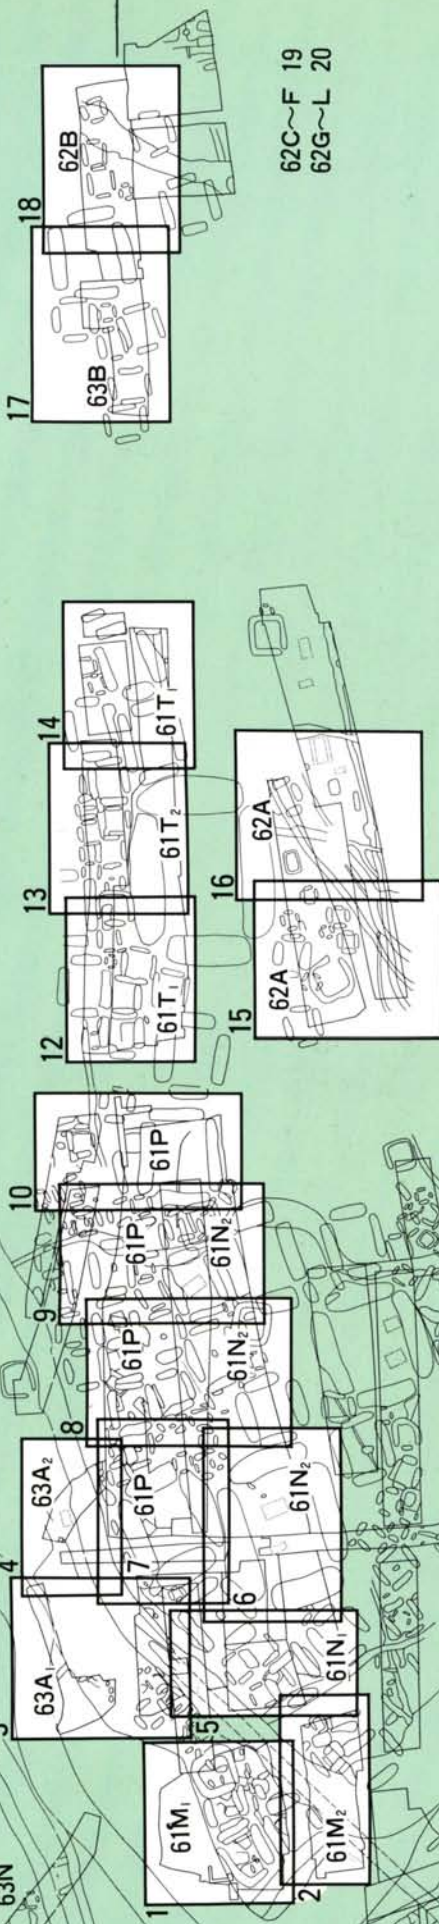 63N
1
61M₁
2
61M₂
63A₁
4
63A₂
5
61N₁
6
61N₂
7
61P
8
61P
61N₂
9
61P
61N₂
10
61P
12
61T₁
13
61T₂
14
61T₁
15
62A
16
62A
17
63B
18
62B
62C～F 19
62G～L 20